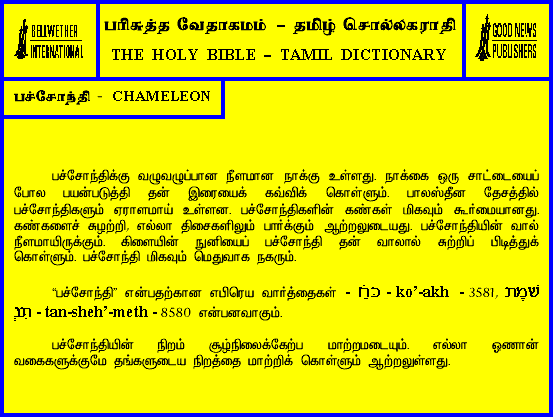 BELLWETHER
INTERNATIONAL
பரிசுத்த வேதாகமம் – தமிழ் சொல்லகராதி
THE HOLY BIBLE – TAMIL DICTIONARY
GOOD NEWS
PUBLISHERS
பச்சோந்தி - CHAMELEON
பச்சோந்திக்கு வழுவழுப்பான நீளமான நாக்கு உள்ளது. நாக்கை ஒரு சாட்டையைப்
போல பயன்படுத்தி தன் இரையைக் கவ்விக் கொள்ளும். பாலஸ்தீன தேசத்தில்
பச்சோந்திகளும் ஏராளமாய் உள்ளன. பச்சோந்திகளின் கண்கள் மிகவும் கூர்மையானது.
கண்களைச் சுழற்றி, எல்லா திசைகளிலும் பார்க்கும் ஆற்றலுடையது. பச்சோந்தியின் வால்
நீளமாயிருக்கும். கிளையின் நுனியைப் பச்சோந்தி தன் வாலால் சுற்றிப் பிடித்துக்
கொள்ளும். பச்சோந்தி மிகவும் மெதுவாக நகரும்.
“பச்சோந்தி” என்பதற்கான எபிரெய வார்த்தைகள் - כֹּחַ - ko’-akh - 3581,
- tan-sheh’-meth - 8580 என்பனவாகும்.
பச்சோந்தியின் நிறம் சூழ்நிலைக்கேற்ப மாற்றமடையும். எல்லா ஓணான்
வகைகளுக்குமே தங்களுடைய நிறத்தை மாற்றிக் கொள்ளும் ஆற்றலுள்ளது.